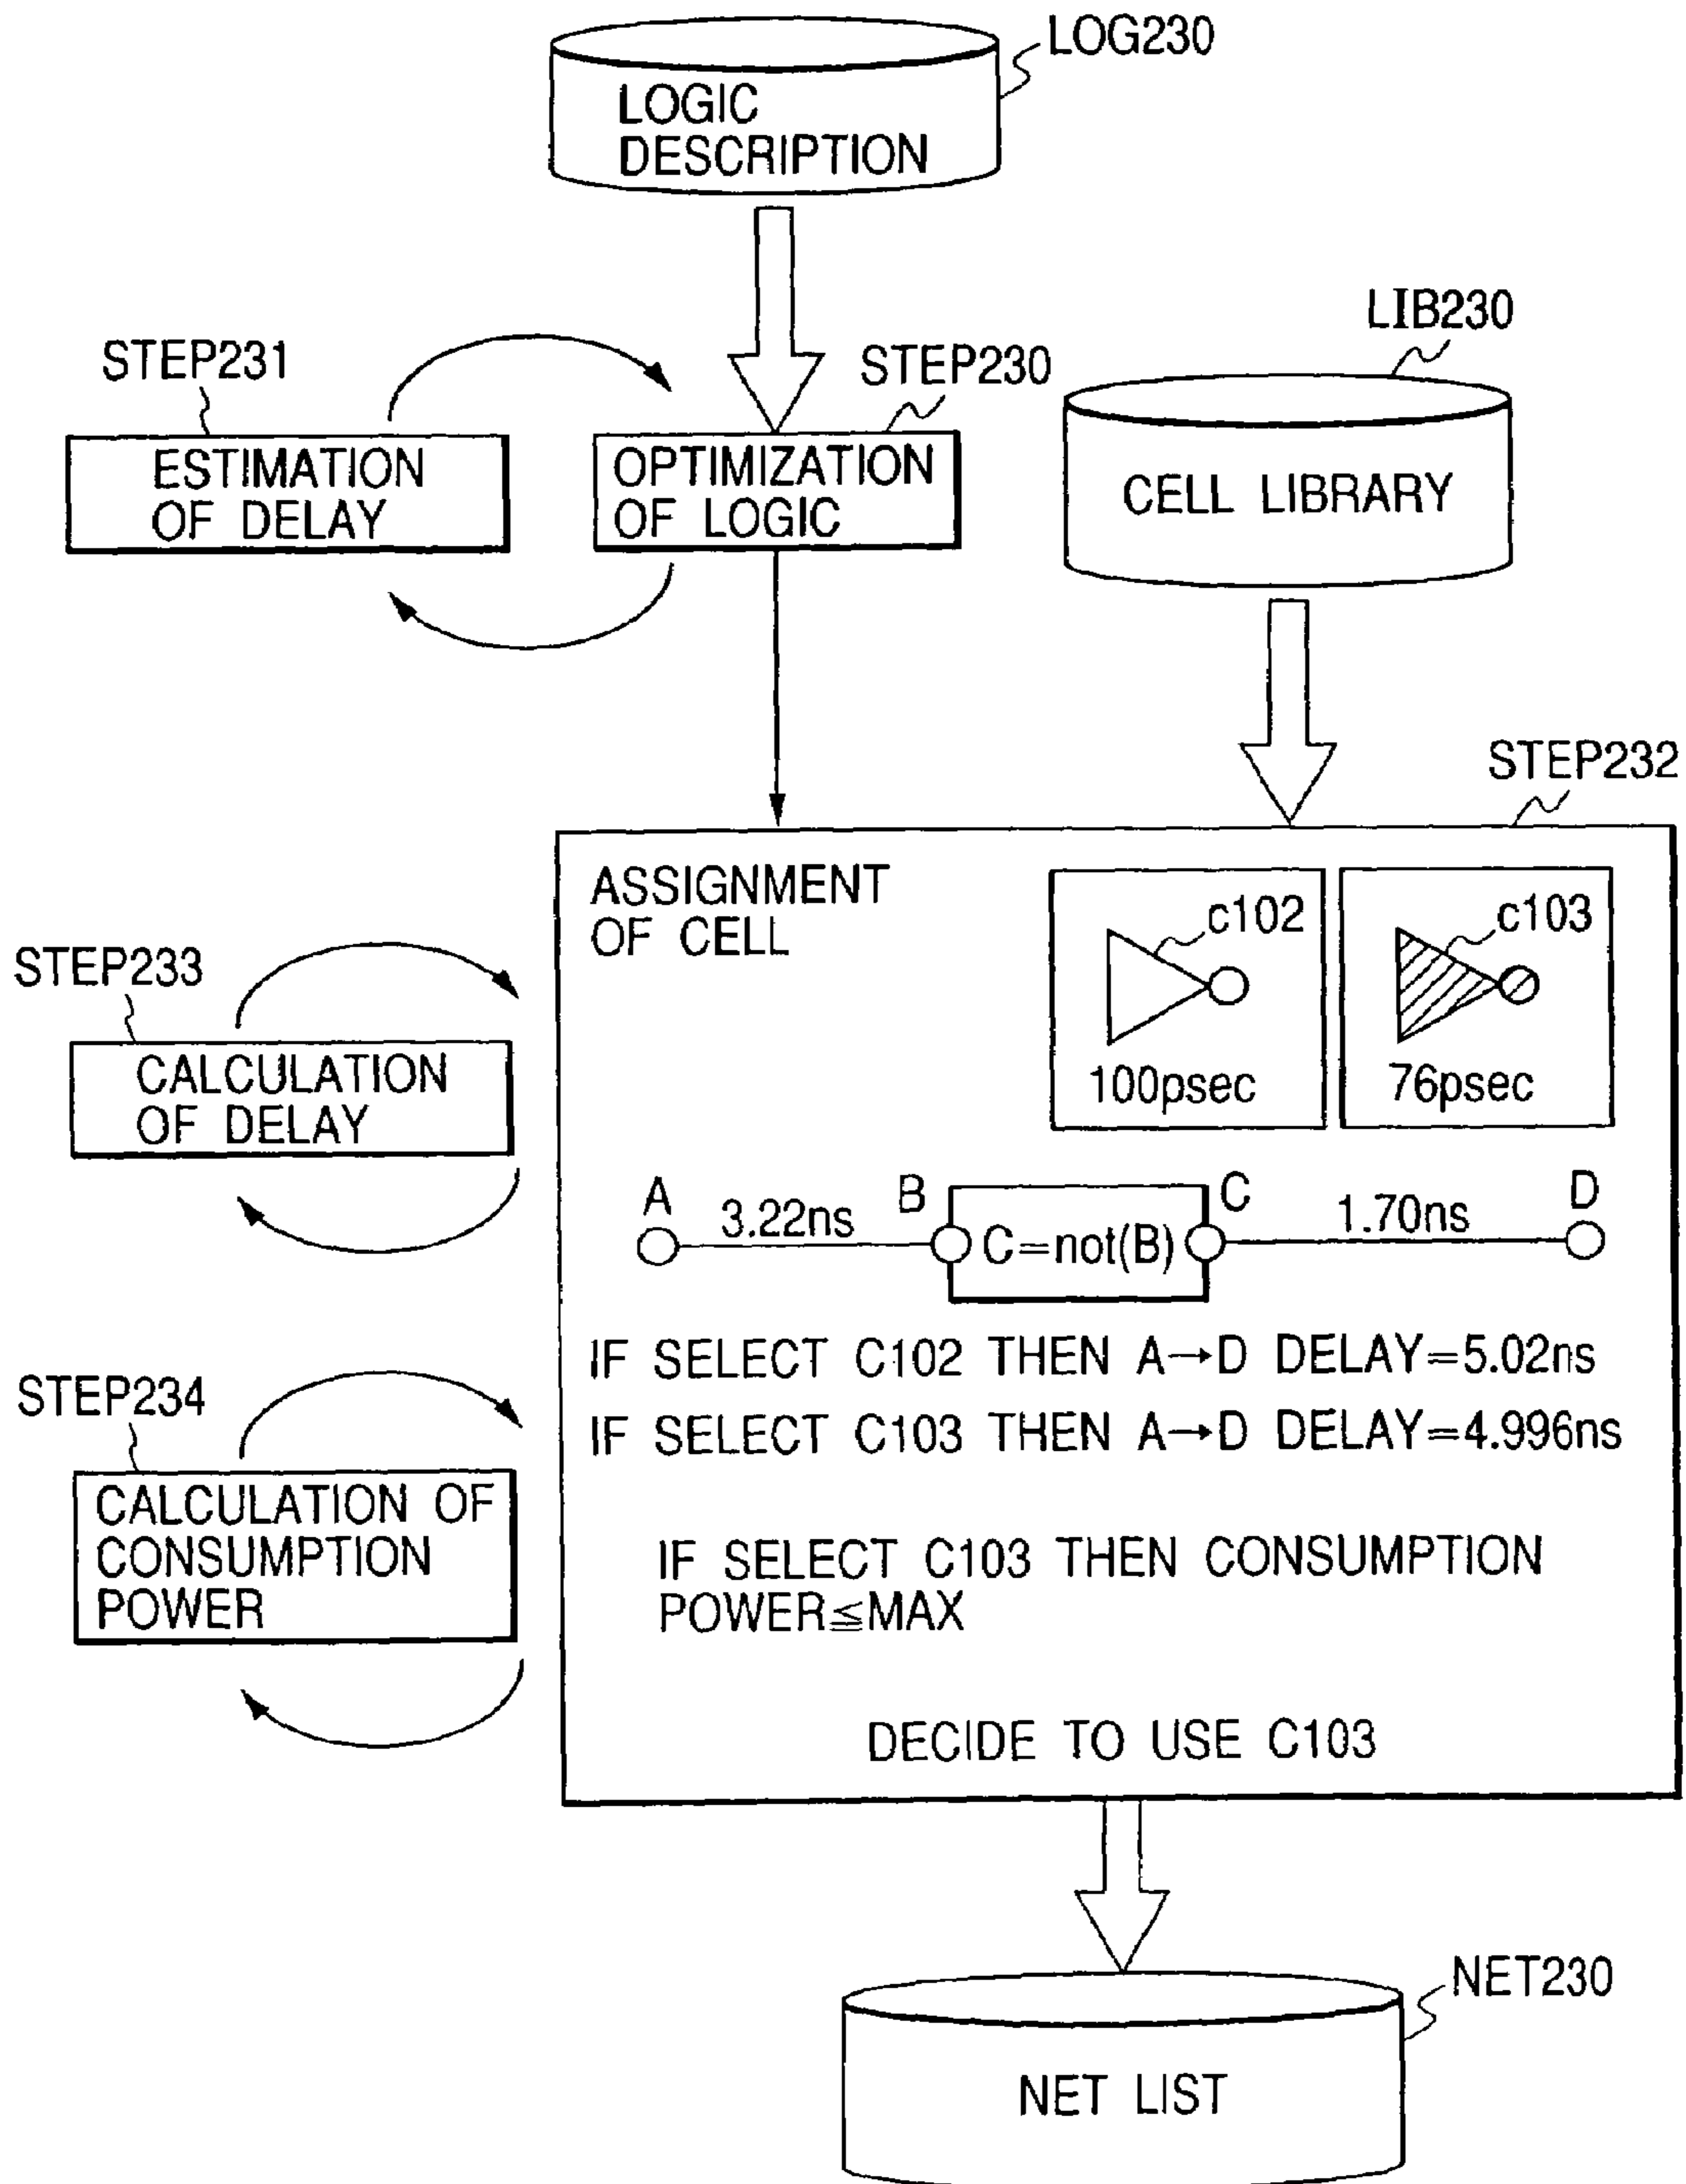 LOG230
LOGIC
DESCRIPTION
LIB230
STEP231
STEP230
ESTIMATION
OF DELAY
OPTIMIZATION
OF LOGIC
CELL LIBRARY
STEP232
ASSIGNMENT
OF CELL
c102
c103
100psec
76psec
STEP233
CALCULATION
OF DELAY
A
3.22ns
B
C=not(B)
C
1.70ns
D
IF SELECT C102 THEN A→D DELAY=5.02ns
IF SELECT C103 THEN A→D DELAY=4.996ns
STEP234
CALCULATION OF
CONSUMPTION
POWER
IF SELECT C103 THEN CONSUMPTION
POWER≦MAX
DECIDE TO USE C103
NET230
NET LIST